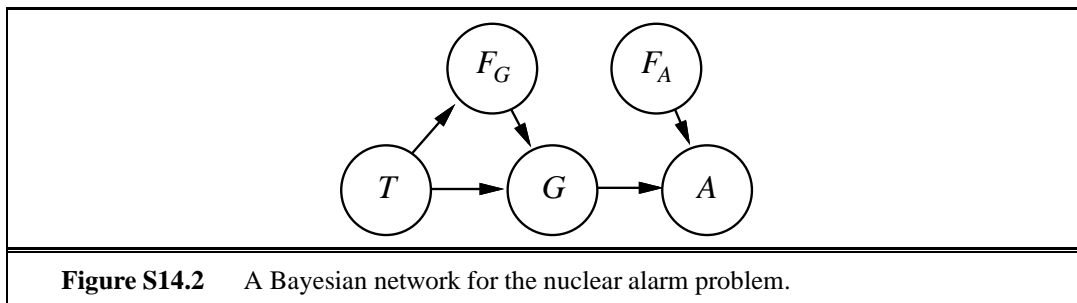 F_G
F_A
T
G
A
Figure S14.2 A Bayesian network for the nuclear alarm problem.